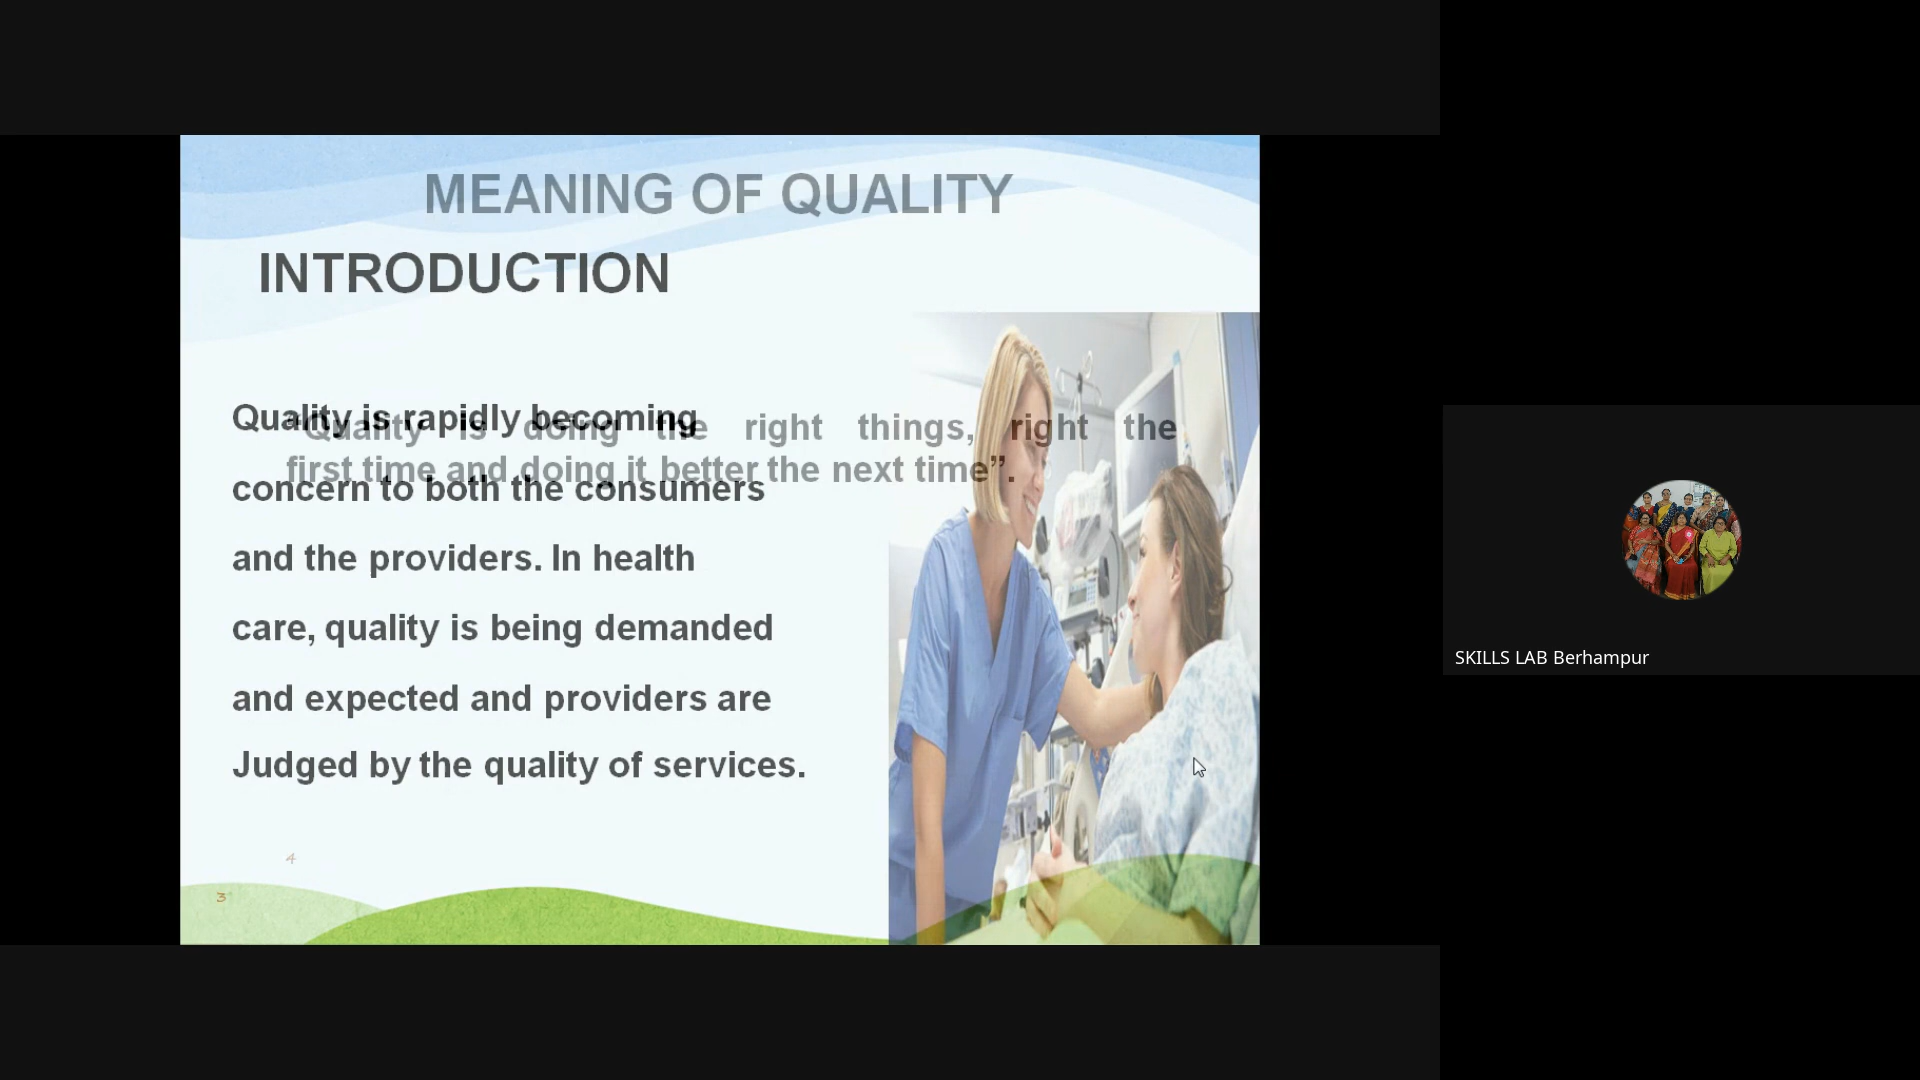 MEANING OF QUALITY
INTRODUCTION
Quality is rapidly becoming
concern to both the consumers
and the providers. In health
care, quality is being demanded
and expected and providers are
Judged by the quality of services.
“Quality is doing the right things, right the
first time and doing it better the next time”.
4
3
SKILLS LAB Berhampur